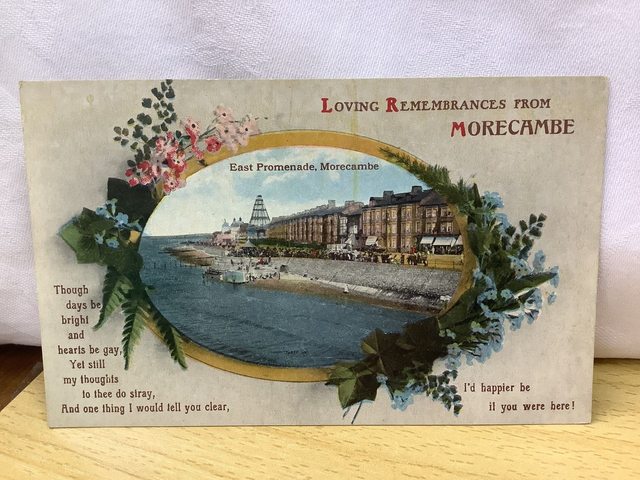 LOVING REMEMBRANCES FROM
MORECAMBE
East Promenade, Morecambe
Though
days be
bright
and
hearts be gay,
Yet still
my thoughts
to thee do stray,
And one thing I would tell you clear,
I'd happier be
if you were here!